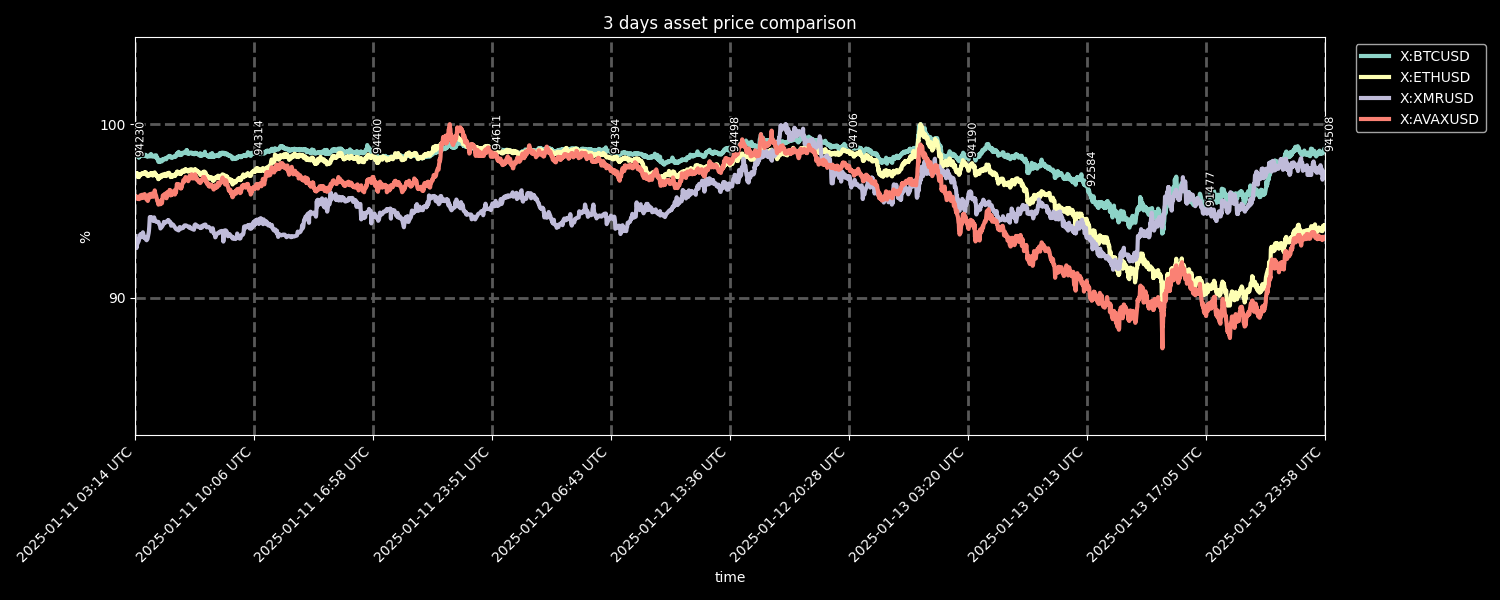 3 days asset price comparison
X:BTCUSD
X:ETHUSD
X:XMRUSD
X:AVAXUSD
100
90
%
94230
94314
94400
94611
94394
94498
94706
94190
92584
91477
94508
2025-01-11 03:14 UTC
2025-01-11 10:06 UTC
2025-01-11 16:58 UTC
2025-01-11 23:51 UTC
2025-01-12 06:43 UTC
2025-01-12 13:36 UTC
2025-01-12 20:28 UTC
2025-01-13 03:20 UTC
2025-01-13 10:13 UTC
2025-01-13 17:05 UTC
2025-01-13 23:58 UTC
time